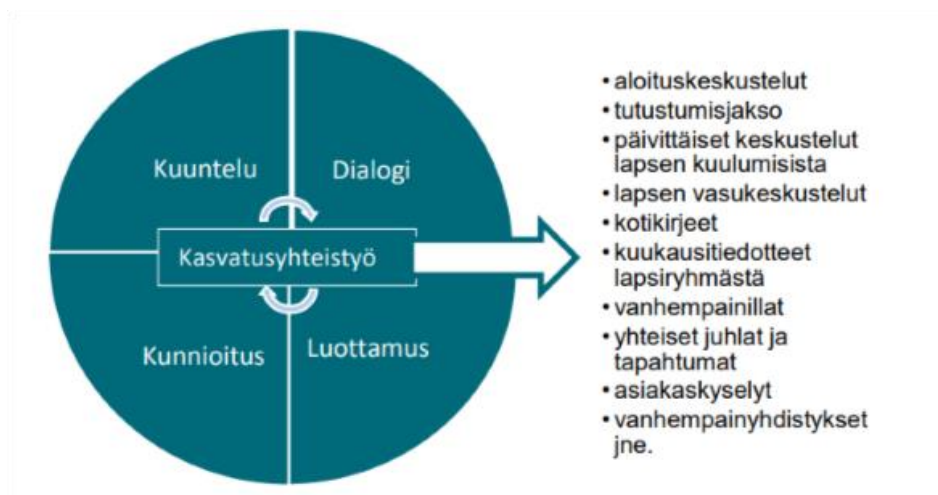 Kuuntelu
Dialogi
Kasvatusyhteistyö
Kunnioitus
Luottamus
• aloituskeskustelut
• tutustumisjakso
• päivittäiset keskustelut
lapsen kuulumisista
• lapsen vasukeskustelut
• kotikirjeet
• kuukausitiedotteet
lapsiryhmästä
• vanhempainillat
• yhteiset juhlat ja
tapahtumat
• asiakaskyselyt
• vanhempainyhdistykset
jne.